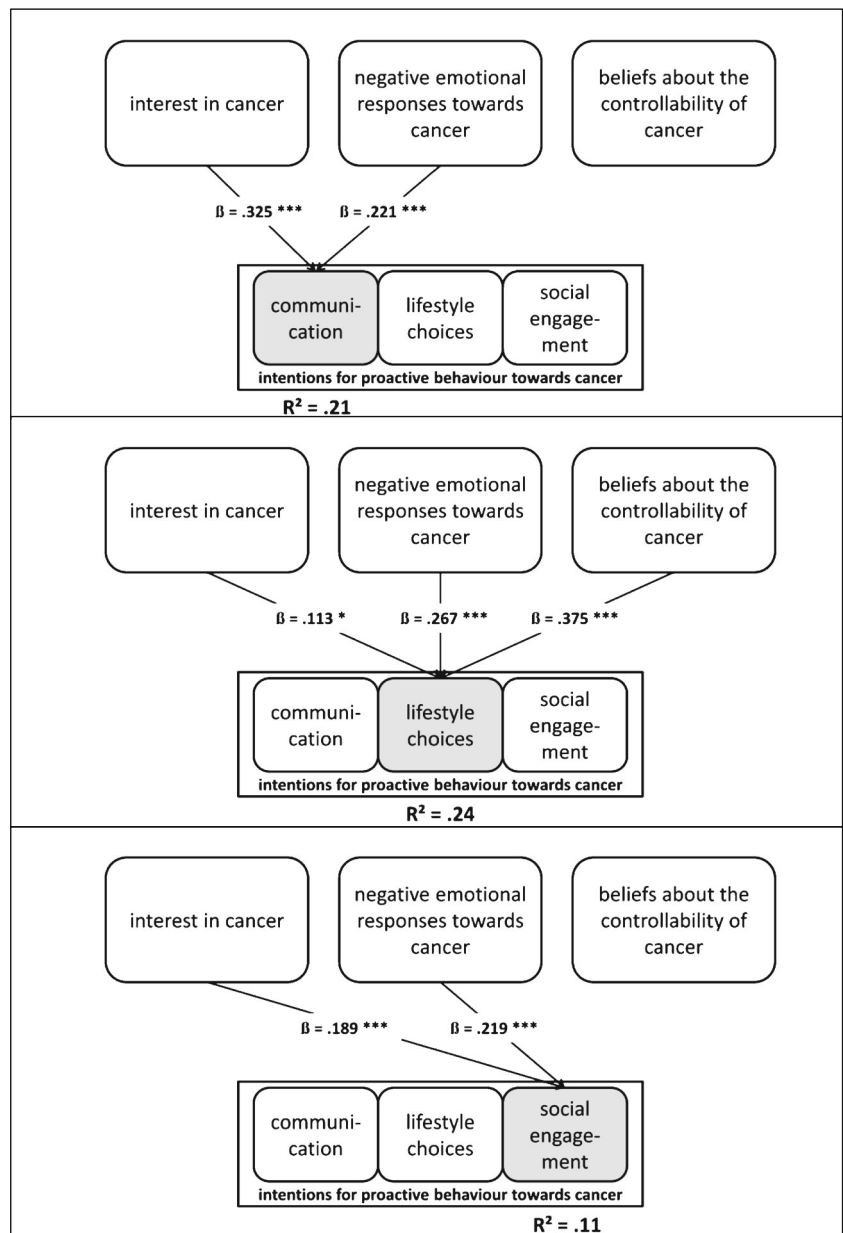 interest in cancer
negative emotional
responses towards
cancer
beliefs about the
controllability of
cancer
ß = .325 ***
ß = .221 ***
communi-
cation
lifestyle
choices
social
engage-
ment
intentions for proactive behaviour towards cancer
R² = .21
interest in cancer
negative emotional
responses towards
cancer
beliefs about the
controllability of
cancer
ß = .113 *
ß = .267 ***
ß = .375 ***
communi-
cation
lifestyle
choices
social
engage-
ment
intentions for proactive behaviour towards cancer
R² = .24
interest in cancer
negative emotional
responses towards
cancer
beliefs about the
controllability of
cancer
ß = .189 ***
ß = .219 ***
communi-
cation
lifestyle
choices
social
engage-
ment
intentions for proactive behaviour towards cancer
R² = .11